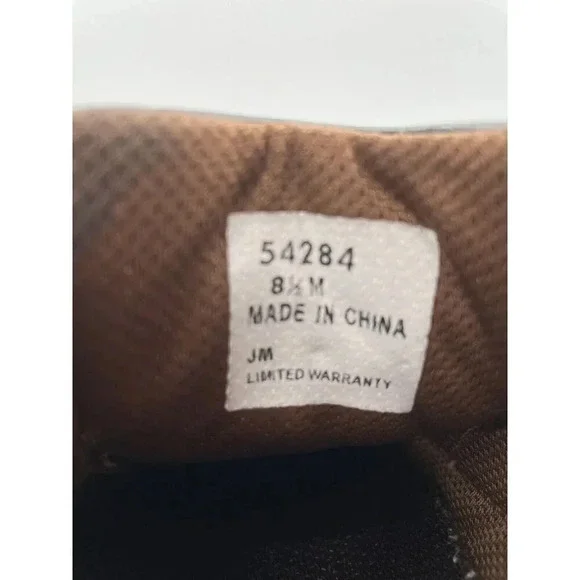 54284
8½ M
MADE IN CHINA
JM
LIMITED WARRANTY